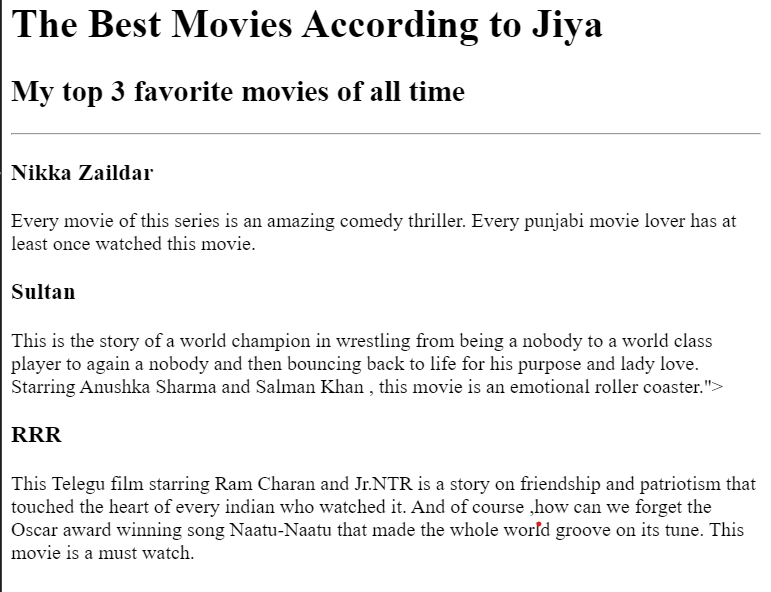 The Best Movies According to Jiya
My top 3 favorite movies of all time
Nikka Zaildar
Every movie of this series is an amazing comedy thriller. Every punjabi movie lover has at
least once watched this movie.
Sultan
This is the story of a world champion in wrestling from being a nobody to a world class
player to again a nobody and then bouncing back to life for his purpose and lady love.
Starring Anushka Sharma and Salman Khan , this movie is an emotional roller coaster.">
RRR
This Telegu film starring Ram Charan and Jr.NTR is a story on friendship and patriotism that
touched the heart of every indian who watched it. And of course ,how can we forget the
Oscar award winning song Naatu-Naatu that made the whole world groove on its tune. This
movie is a must watch.